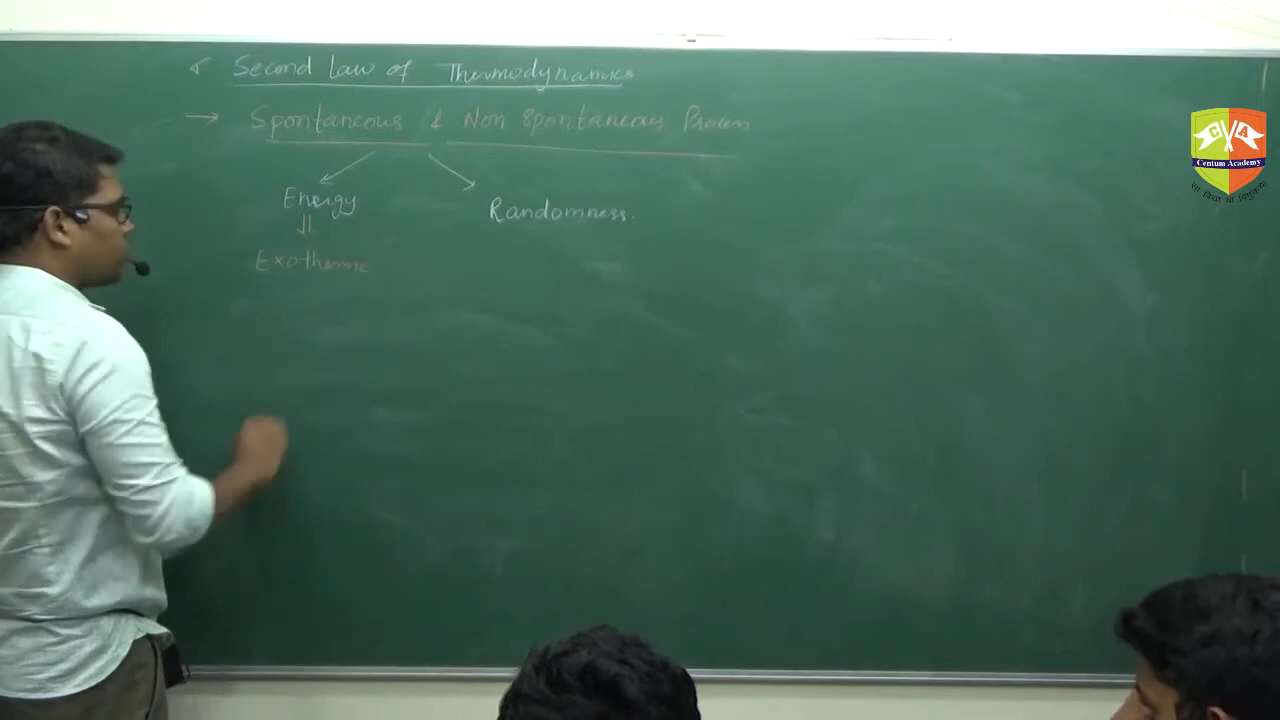 Second Law of Thermodynamics
→ Spontaneous & Non Spontaneous Process
Energy
Randomness.
⇓
Exothermic
C A
Centum Academy